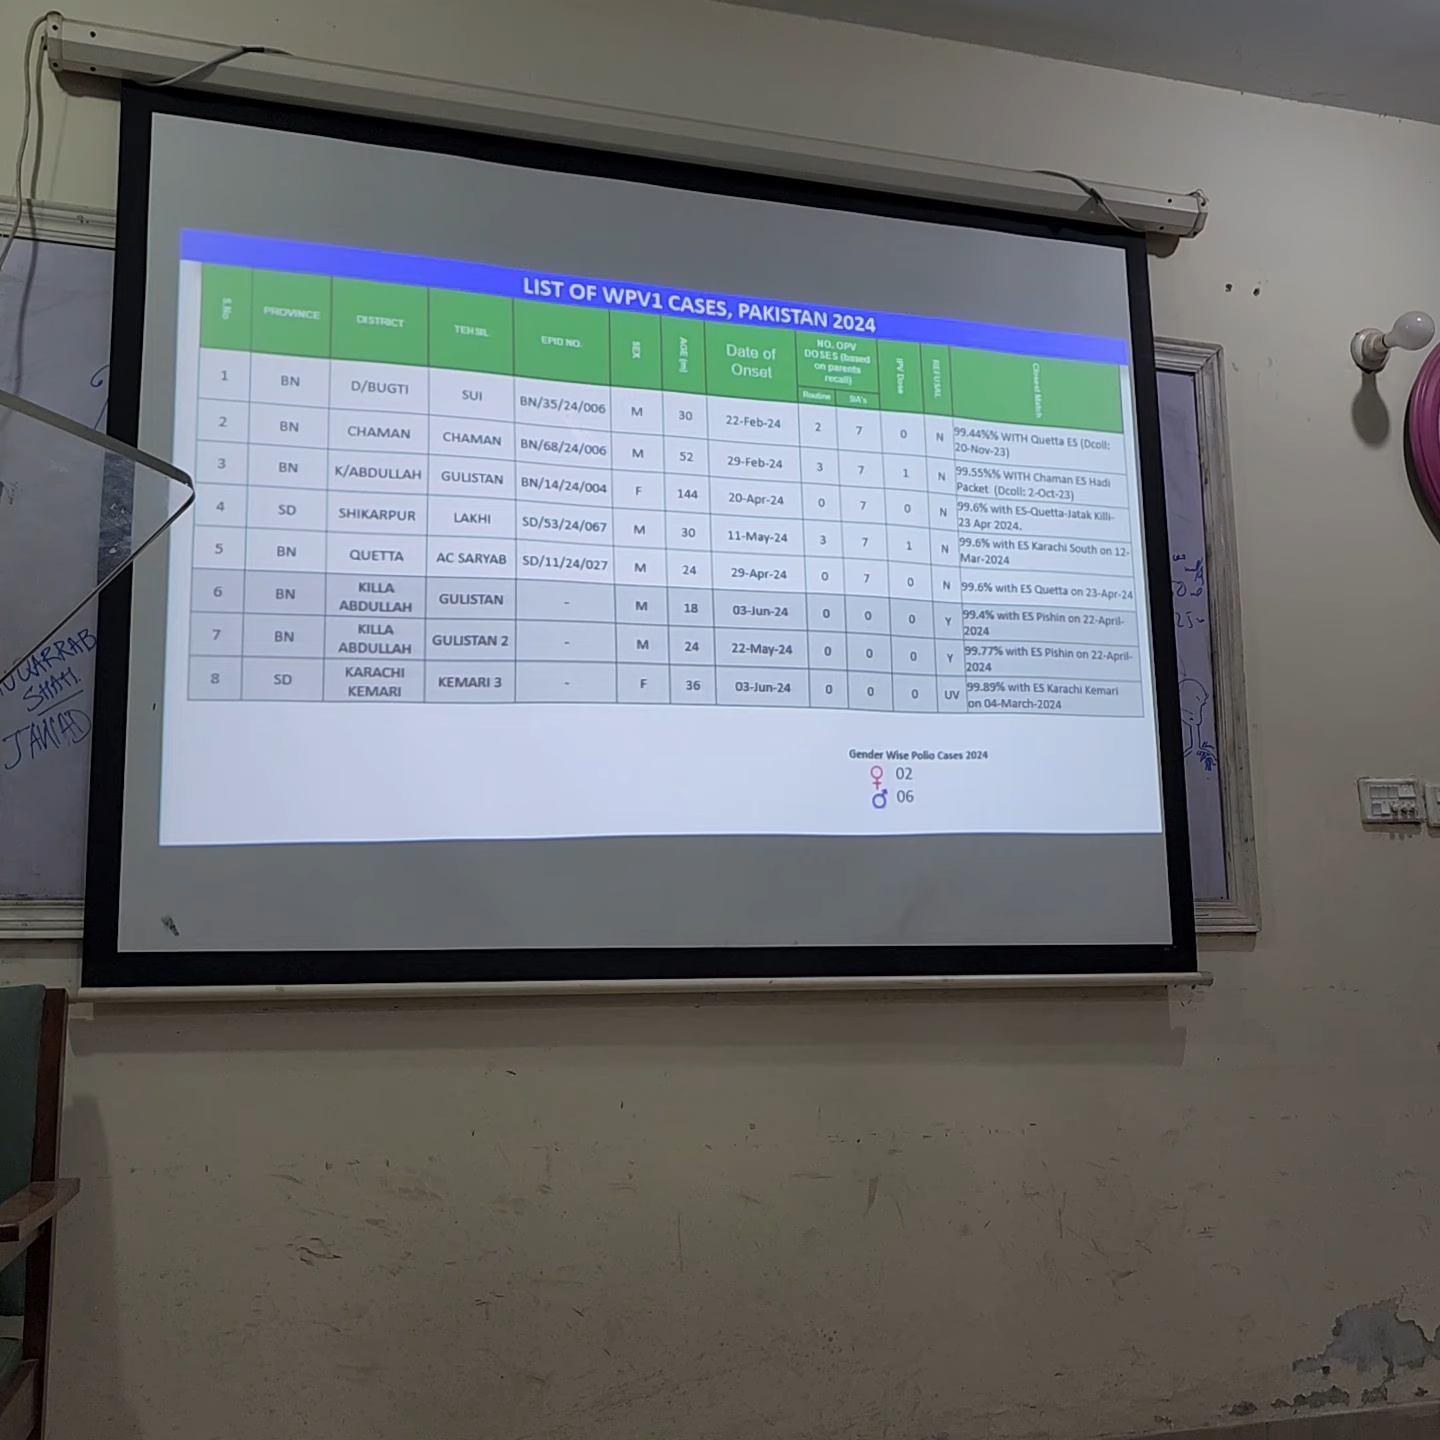 LIST OF WPV1 CASES, PAKISTAN 2024
S.No PROVINCE DISTRICT TEHSIL EPID NO. SEX AGE (m) Date of Onset NO. OPV DOSES (based on parents recall) Routine SIA's IPV Dose REFUSAL Closest Match
1 BN D/BUGTI SUI BN/35/24/006 M 30 22-Feb-24 2 7 0 N 99.44%% WITH Quetta ES (Dcoll: 20-Nov-23)
2 BN CHAMAN CHAMAN BN/68/24/006 M 52 29-Feb-24 3 7 1 N 99.55%% WITH Chaman ES Hadi Packet (Dcoll: 2-Oct-23)
3 BN K/ABDULLAH GULISTAN BN/14/24/004 F 144 20-Apr-24 0 7 0 N 99.6% with ES-Quetta-Jatak Killi- 23 Apr 2024.
4 SD SHIKARPUR LAKHI SD/53/24/067 M 30 11-May-24 3 7 1 N 99.6% with ES Karachi South on 12-Mar-2024
5 BN QUETTA AC SARYAB SD/11/24/027 M 24 29-Apr-24 0 7 0 N 99.6% with ES Quetta on 23-Apr-24
6 BN KILLA ABDULLAH GULISTAN - M 18 03-Jun-24 0 0 0 Y 99.4% with ES Pishin on 22-April-2024
7 BN KILLA ABDULLAH GULISTAN 2 - M 24 22-May-24 0 0 0 Y 99.77% with ES Pishin on 22-April-2024
8 SD KARACHI KEMARI KEMARI 3 - F 36 03-Jun-24 0 0 0 UV 99.89% with ES Karachi Kemari on 04-March-2024
Gender Wise Polio Cases 2024
♀ 02
♂ 06
SHAH.
JAWAD